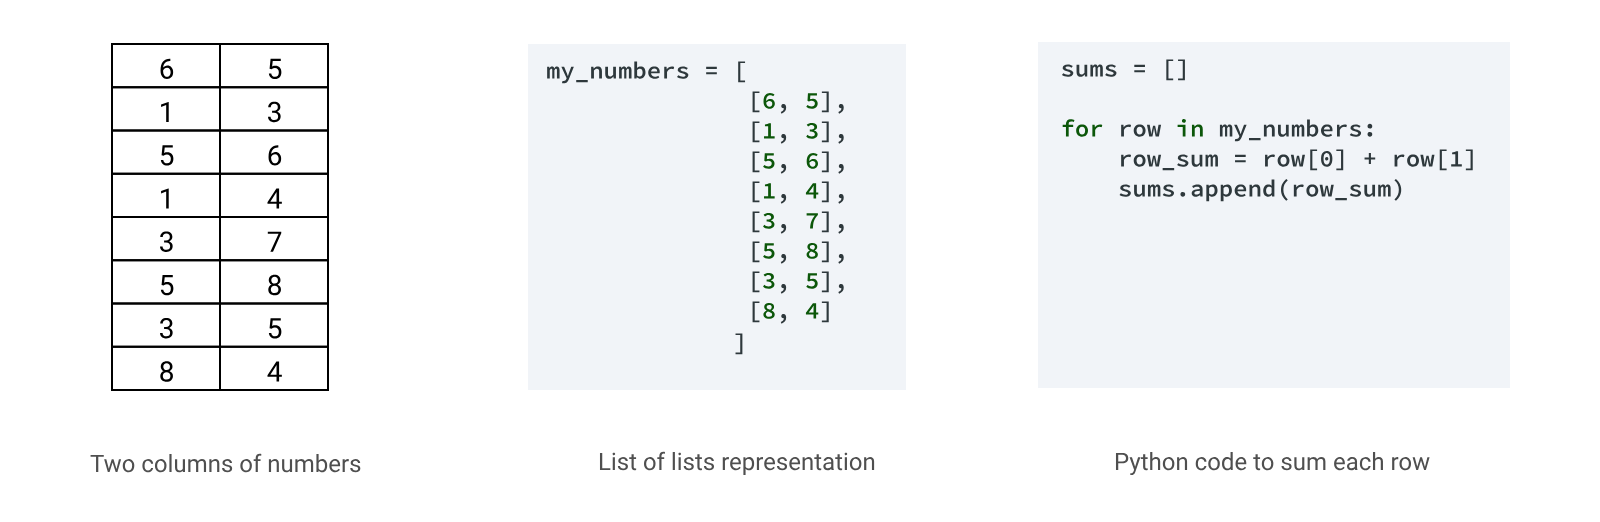 6 5
1 3
5 6
1 4
3 7
5 8
3 5
8 4
Two columns of numbers
my_numbers = [
[6, 5],
[1, 3],
[5, 6],
[1, 4],
[3, 7],
[5, 8],
[3, 5],
[8, 4]
]
List of lists representation
sums = []
for row in my_numbers:
row_sum = row[0] + row[1]
sums.append(row_sum)
Python code to sum each row